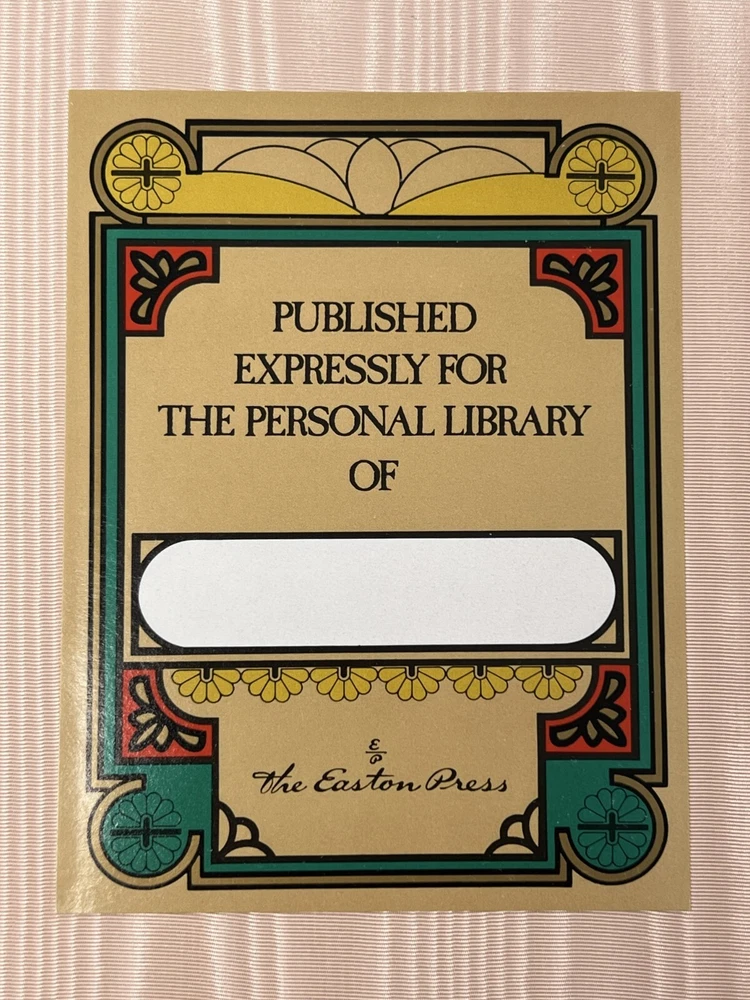 PUBLISHED
EXPRESSLY FOR
THE PERSONAL LIBRARY
OF
E
P
The Easton Press